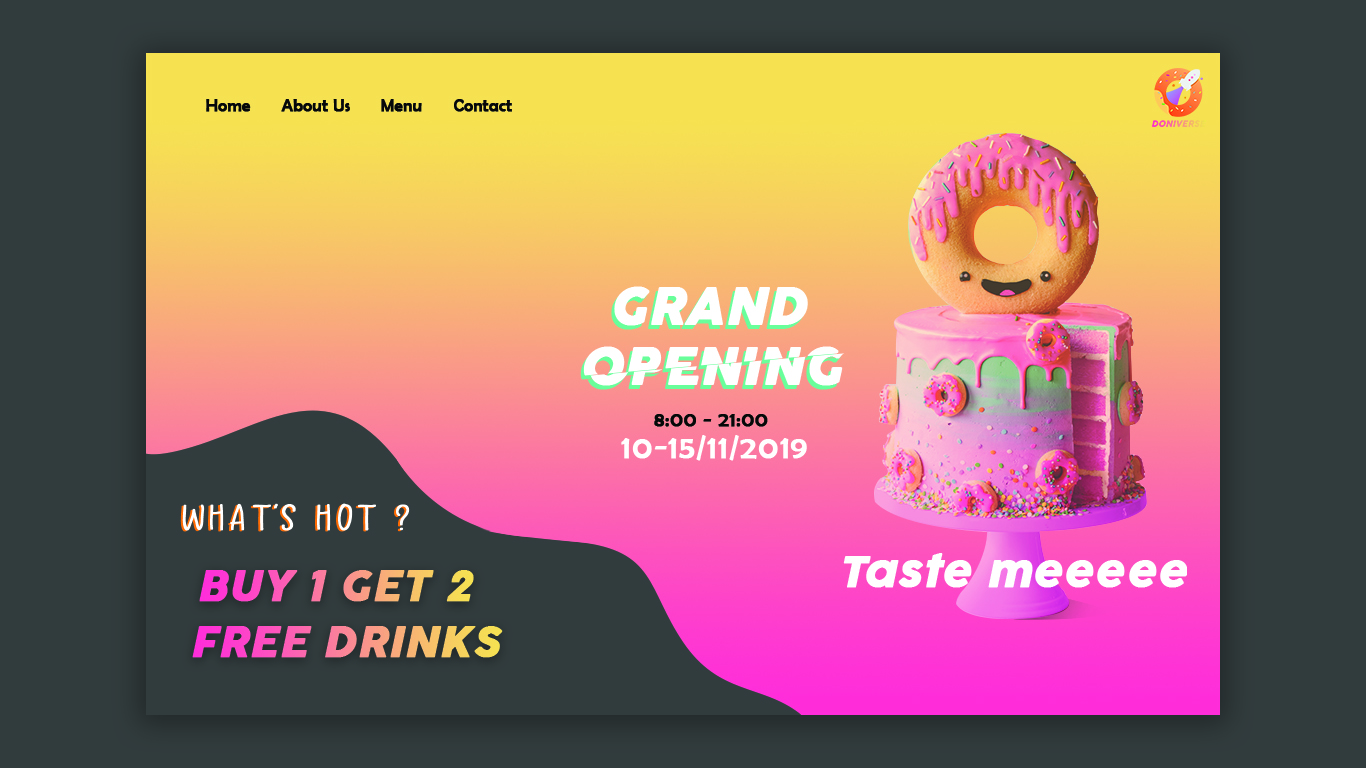 Home About Us Menu Contact
DONIVERS
GRAND
OPENING
8:00 - 21:00
10-15/11/2019
WHAT'S HOT ?
BUY 1 GET 2
FREE DRINKS
Taste meeeee